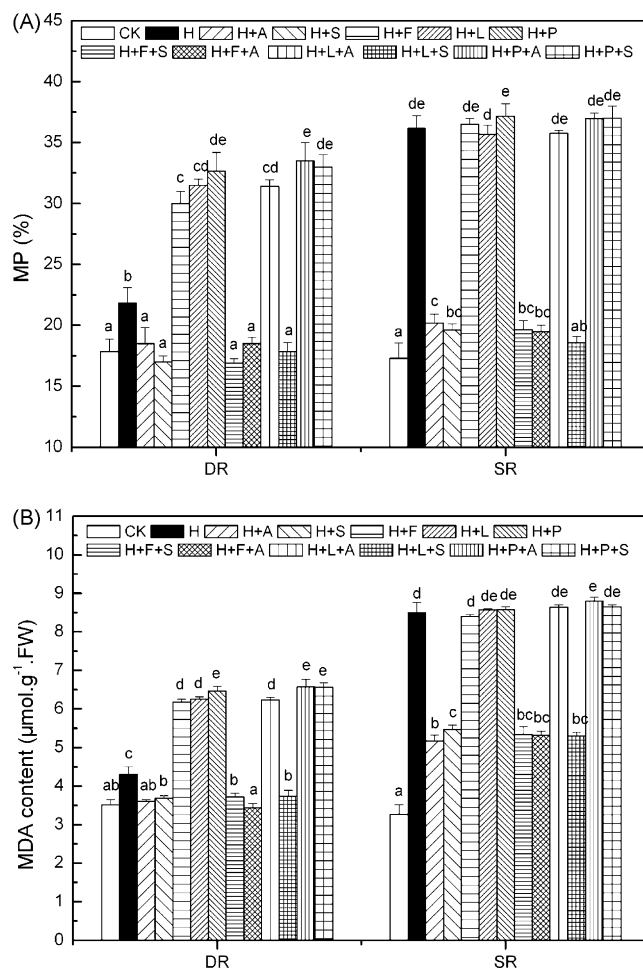 (A)
CK H H+A H+S H+F H+L H+P
H+F+S H+F+A H+L+A H+L+S H+P+A H+P+S
45
40
35
30
25
20
15
10
MP (%)
a b a a c cd de a a cd a e de
a de c bc de d e bc bc de ab de de
DR SR
(B)
CK H H+A H+S H+F H+L H+P
H+F+S H+F+A H+L+A H+L+S H+P+A H+P+S
11
10
9
8
7
6
5
4
3
2
1
0
MDA content (μmol.g⁻¹.FW)
ab c ab b d d e b a d b e e
a d b c d de de bc bc de bc e de
DR SR